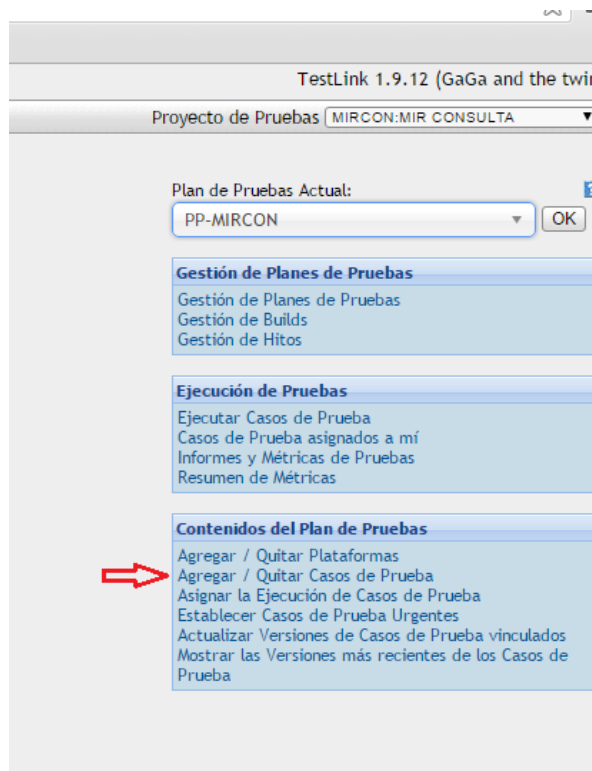 TestLink 1.9.12 (GaGa and the twin
Proyecto de Pruebas MIRCON:MIR CONSULTA
Plan de Pruebas Actual:
PP-MIRCON OK
Gestión de Planes de Pruebas
Gestión de Planes de Pruebas
Gestión de Builds
Gestión de Hitos
Ejecución de Pruebas
Ejecutar Casos de Prueba
Casos de Prueba asignados a mí
Informes y Métricas de Pruebas
Resumen de Métricas
Contenidos del Plan de Pruebas
Agregar / Quitar Plataformas
Agregar / Quitar Casos de Prueba
Asignar la Ejecución de Casos de Prueba
Establecer Casos de Prueba Urgentes
Actualizar Versiones de Casos de Prueba vinculados
Mostrar las Versiones más recientes de los Casos de
Prueba